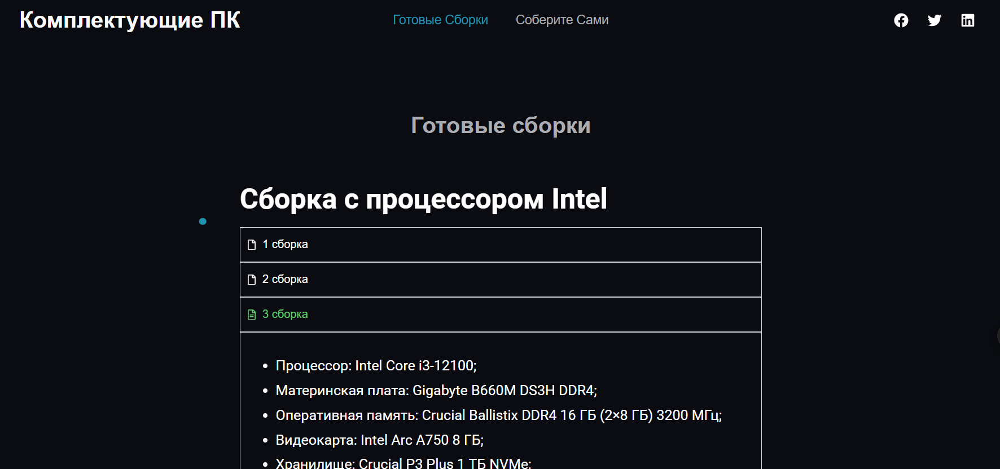 Комплектующие ПК
Готовые Сборки
Соберите Сами
Готовые сборки
Сборка с процессором Intel
1 сборка
2 сборка
3 сборка
Процессор: Intel Core i3-12100;
Материнская плата: Gigabyte B660M DS3H DDR4;
Оперативная память: Crucial Ballistix DDR4 16 ГБ (2×8 ГБ) 3200 МГц;
Видеокарта: Intel Arc A750 8 ГБ;
Хранилище: Crucial P3 Plus 1 ТБ NVMe;